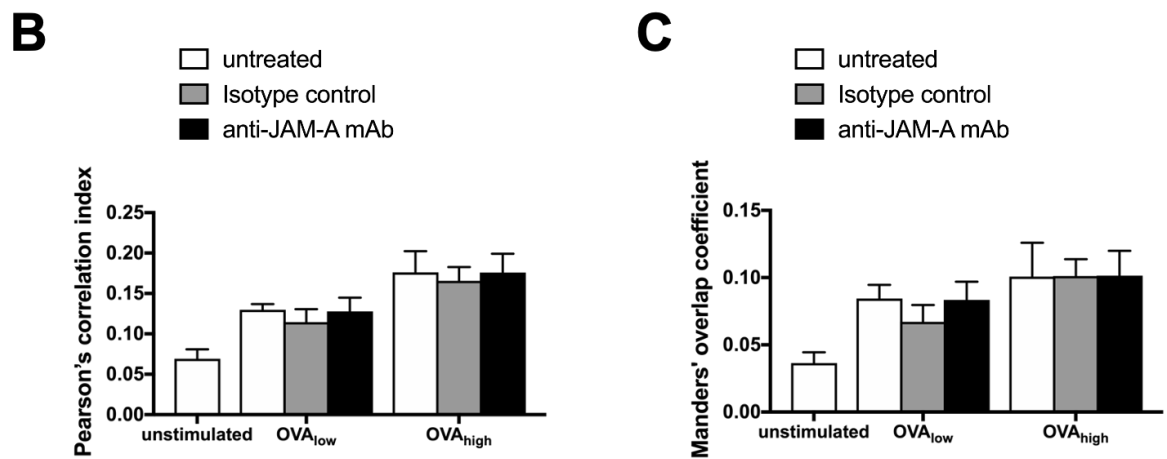 B
untreated
Isotype control
anti-JAM-A mAb
Pearson's correlation index
0.25
0.20
0.15
0.10
0.05
0.00
unstimulated OVAlow OVAhigh
C
untreated
Isotype control
anti-JAM-A mAb
Manders' overlap coefficient
0.15
0.10
0.05
0.00
unstimulated OVAlow OVAhigh